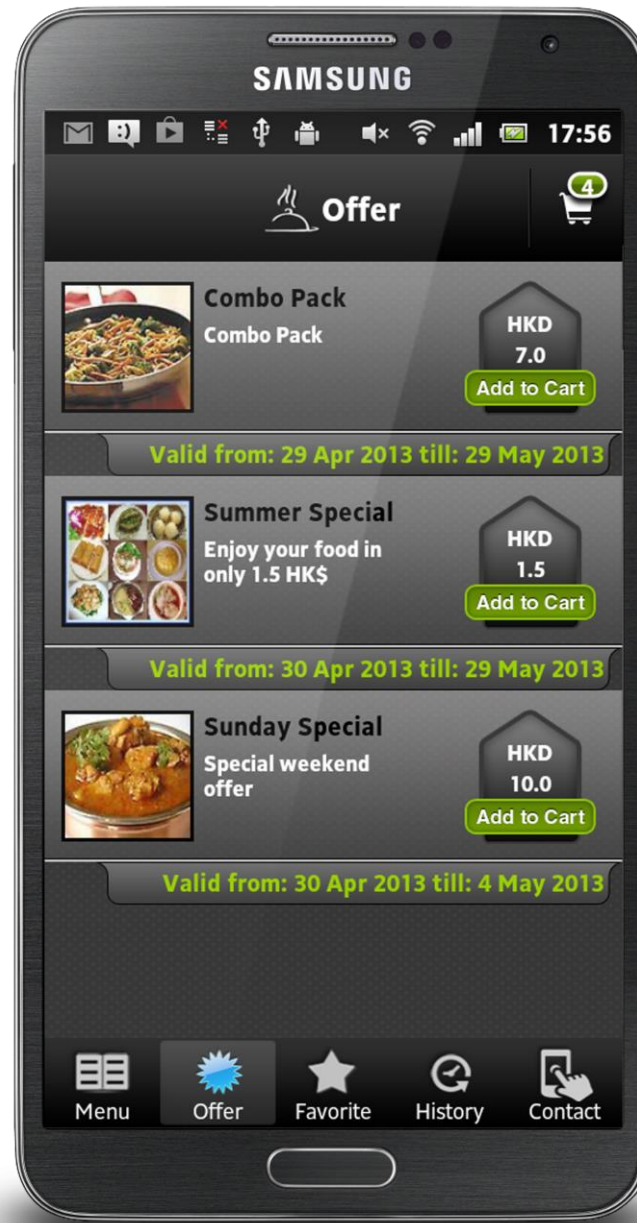 SAMSUNG
17:56
Offer
4
Combo Pack
Combo Pack
HKD
7.0
Add to Cart
Valid from: 29 Apr 2013 till: 29 May 2013
Summer Special
Enjoy your food in
only 1.5 HK$
HKD
1.5
Add to Cart
Valid from: 30 Apr 2013 till: 29 May 2013
Sunday Special
Special weekend
offer
HKD
10.0
Add to Cart
Valid from: 30 Apr 2013 till: 4 May 2013
Menu
Offer
Favorite
History
Contact